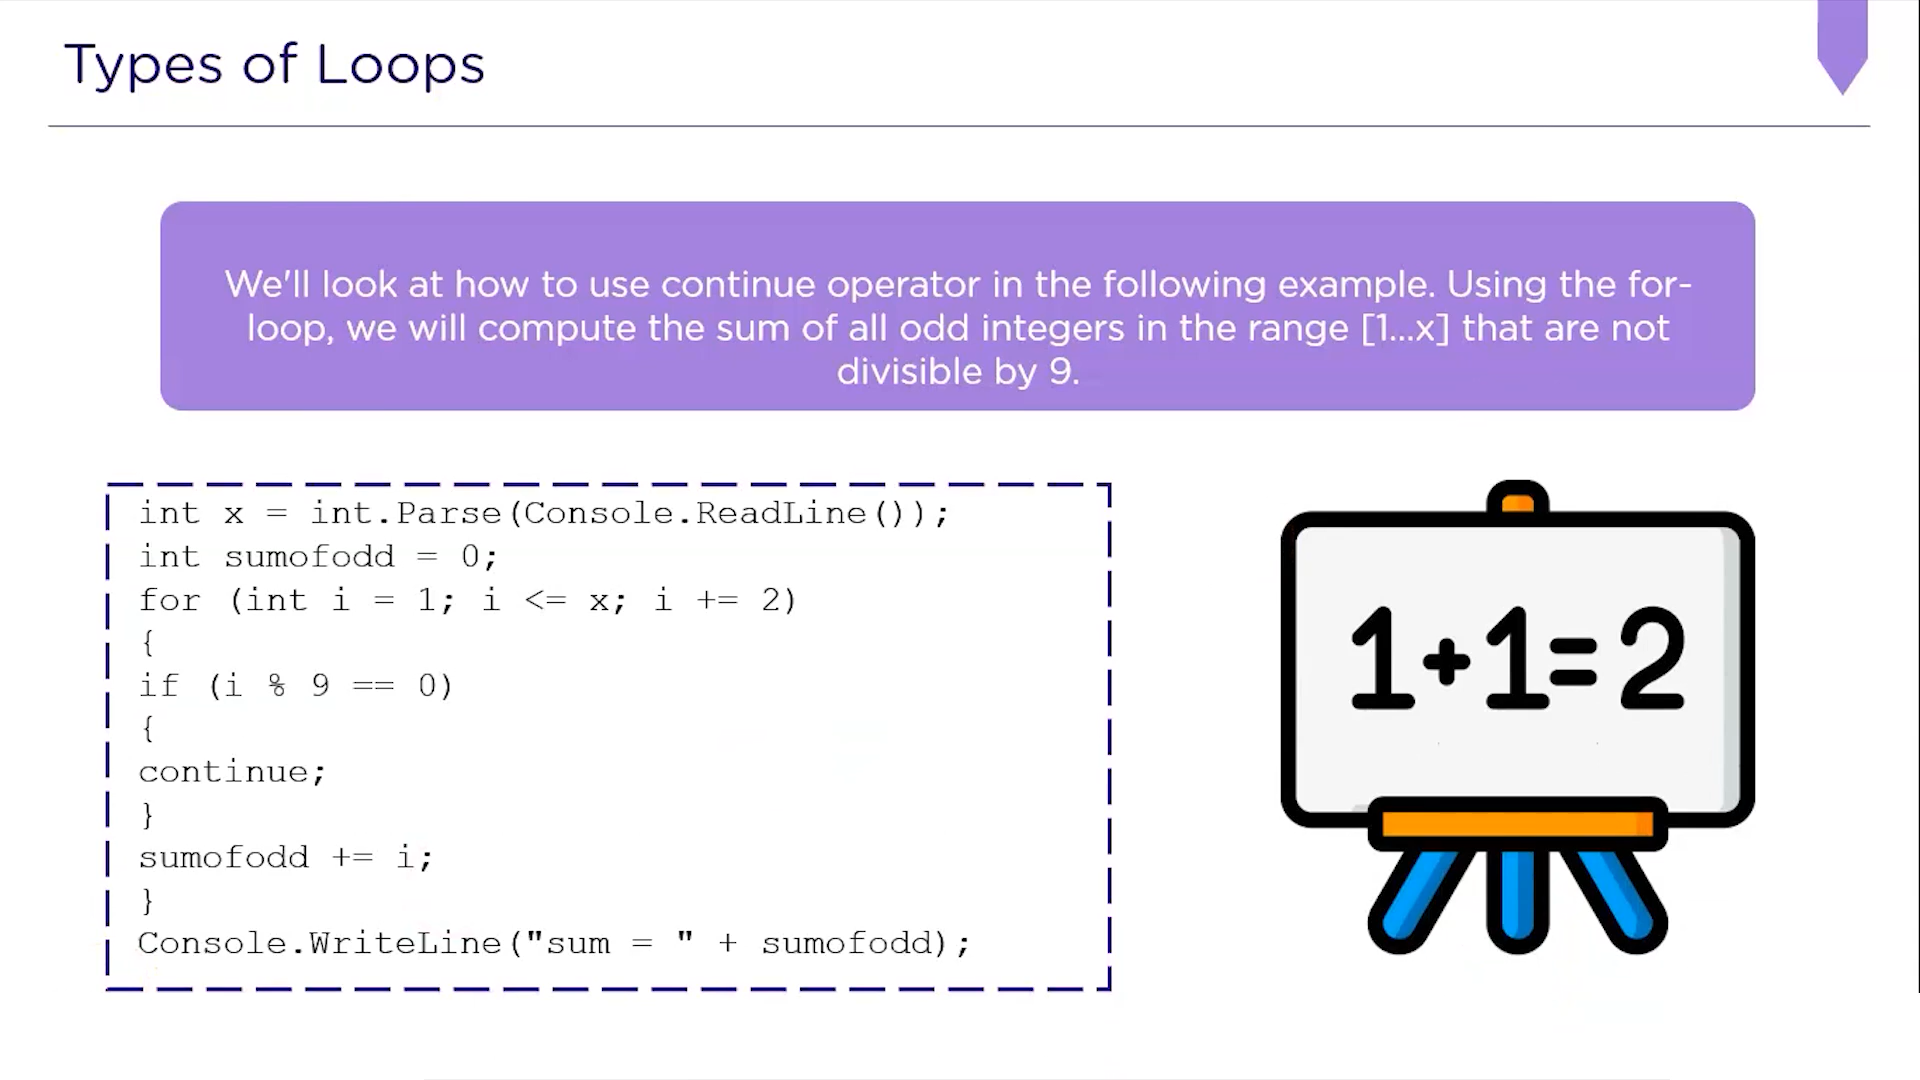 Types of Loops
We'll look at how to use continue operator in the following example. Using the for-
loop, we will compute the sum of all odd integers in the range [1...x] that are not
divisible by 9.
int x = int.Parse(Console.ReadLine());
int sumofodd = 0;
for (int i = 1; i <= x; i += 2)
{
if (i % 9 == 0)
{
continue;
}
sumofodd += i;
}
Console.WriteLine("sum = " + sumofodd);
1+1=2